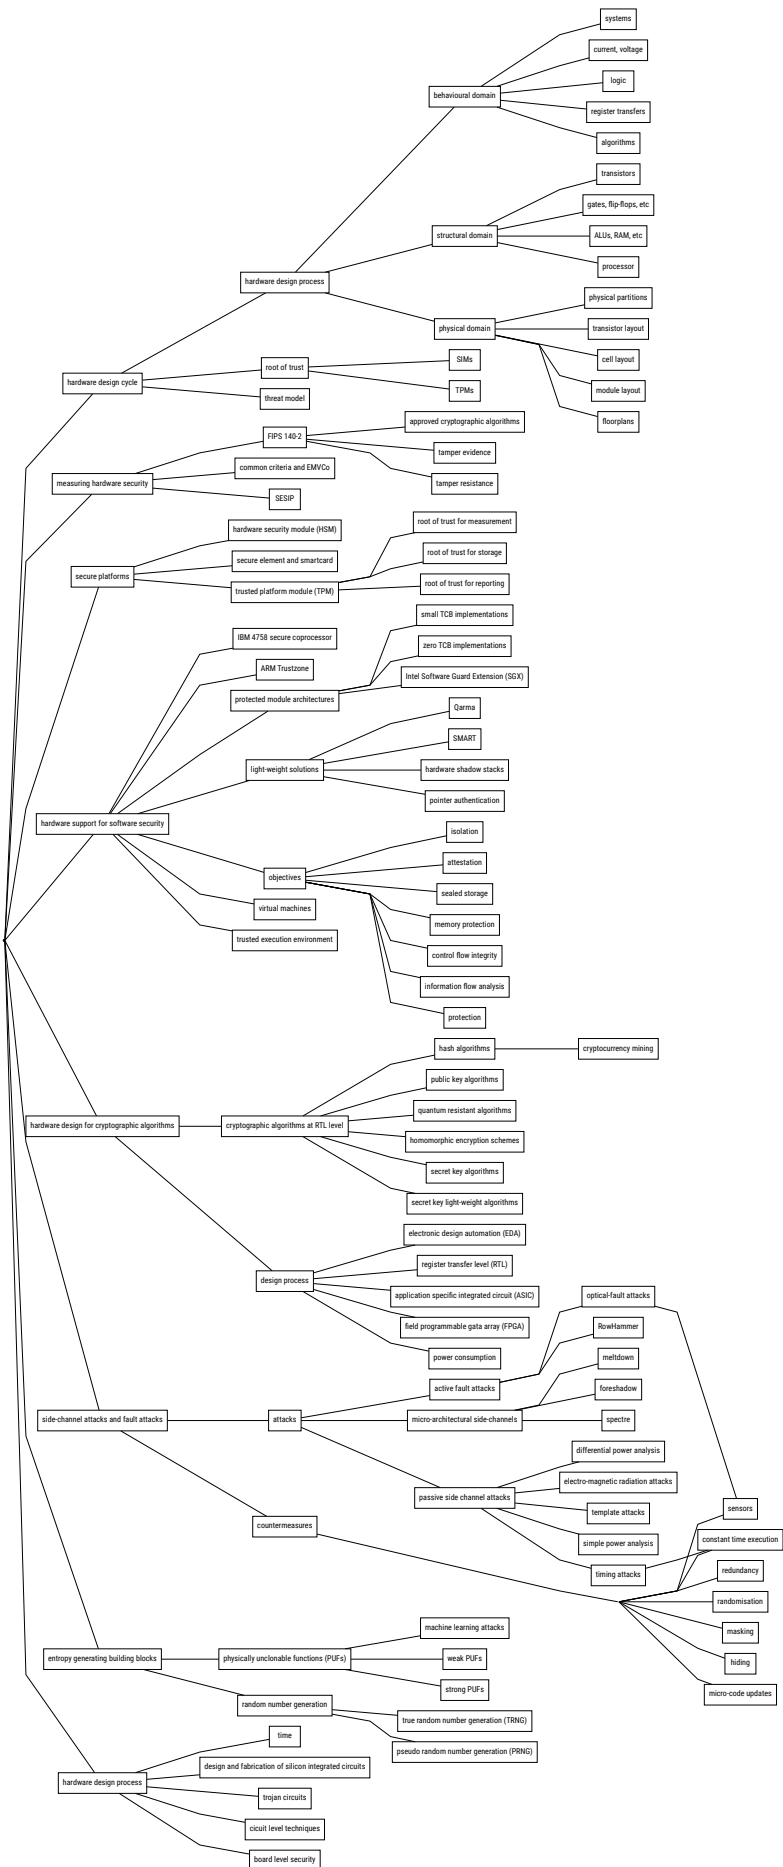 systems
current, voltage
behavioural domain
logic
register transfers
algorithms
transistors
gates, flip-flops, etc
structural domain
ALUs, RAM, etc
processor
hardware design process
physical partitions
physical domain
transistor layout
cell layout
module layout
floorplans
SIMs
root of trust
hardware design cycle
TPMs
threat model
approved cryptographic algorithms
FIPS 140-2
tamper evidence
common criteria and EMVCo
measuring hardware security
tamper resistance
SESIP
root of trust for measurement
hardware security module (HSM)
root of trust for storage
secure element and smartcard
secure platforms
root of trust for reporting
trusted platform module (TPM)
small TCB implementations
IBM 4758 secure coprocessor
zero TCB implementations
ARM Trustzone
Intel Software Guard Extension (SGX)
protected module architectures
Qarma
SMART
light-weight solutions
hardware shadow stacks
pointer authentication
hardware support for software security
isolation
attestation
objectives
sealed storage
virtual machines
memory protection
trusted execution environment
control flow integrity
information flow analysis
protection
hash algorithms
cryptocurrency mining
public key algorithms
quantum resistant algorithms
hardware design for cryptographic algorithms
cryptographic algorithms at RTL level
homomorphic encryption schemes
secret key algorithms
secret key light-weight algorithms
electronic design automation (EDA)
register transfer level (RTL)
design process
application specific integrated circuit (ASIC)
optical-fault attacks
field programmable gata array (FPGA)
RowHammer
power consumption
meltdown
active fault attacks
foreshadow
side-channel attacks and fault attacks
attacks
micro-architectural side-channels
spectre
differential power analysis
electro-magnetic radiation attacks
passive side channel attacks
sensors
template attacks
countermeasures
constant time execution
simple power analysis
redundancy
timing attacks
randomisation
machine learning attacks
masking
entropy generating building blocks
physically unclonable functions (PUFs)
weak PUFs
hiding
strong PUFs
micro-code updates
random number generation
true random number generation (TRNG)
time
pseudo random number generation (PRNG)
design and fabrication of silicon integrated circuits
hardware design process
trojan circuits
cicuit level techniques
board level security